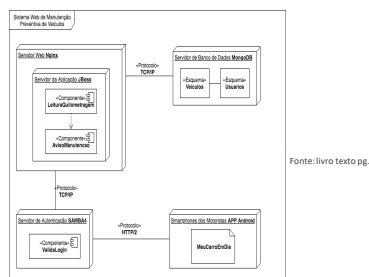 Sistema Web de Manutenção
Preventiva de Veículos
Servidor Web Nginx
Servidor da Aplicação JBoss
«Componente»
LeituraQuilometragem
«Componente»
AvisoManutencao
«Protocolo»
TCP/IP
Servidor de Banco de Dados MongoDB
«Esquema»
Veiculos
«Esquema»
Usuarios
Fonte: livro texto pg.
«Protocolo»
TCP/IP
Servidor de Autenticação SAMBA4
«Componente»
ValidaLogin
«Protocolo»
HTTP/2
Smartphones dos Motoristas APP Android
MeuCarroEmDia